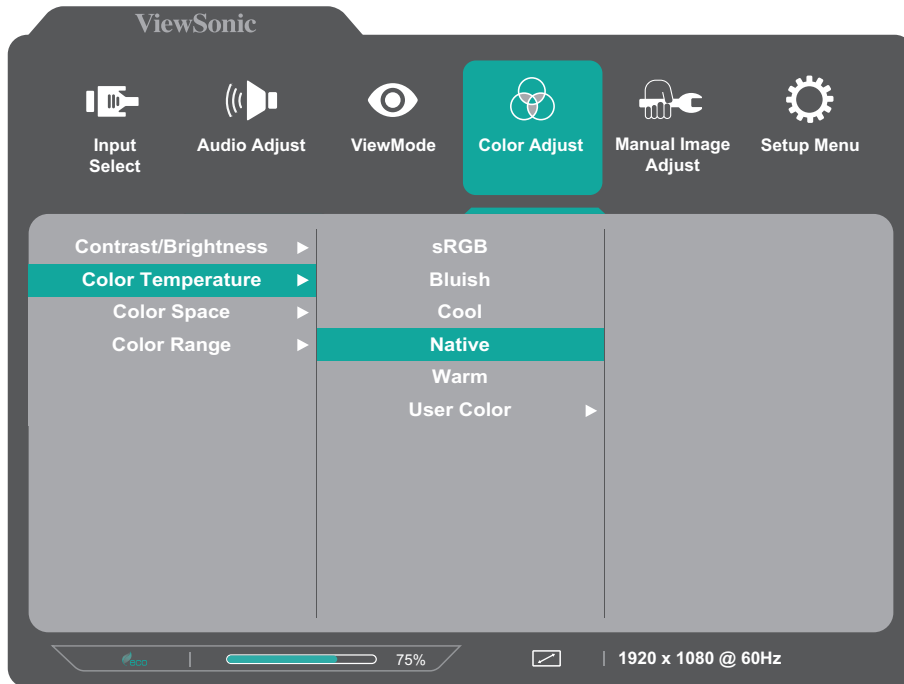 ViewSonic
Input
Select
Audio Adjust
ViewMode
Color Adjust
Manual Image
Adjust
Setup Menu
Contrast/Brightness
Color Temperature
Color Space
Color Range
sRGB
Bluish
Cool
Native
Warm
User Color
eco
75%
1920 x 1080 @ 60Hz